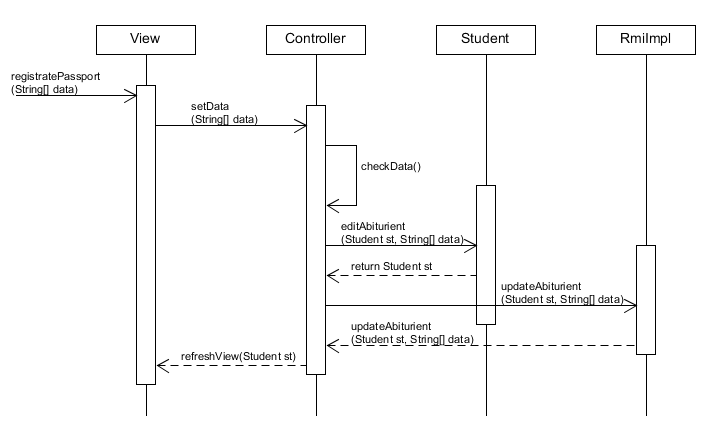 View
Controller
Student
RmiImpl
registratePassport
(String[] data)
setData
(String[] data)
checkData()
editAbiturient
(Student st, String[] data)
return Student st
updateAbiturient
(Student st, String[] data)
updateAbiturient
(Student st, String[] data)
refreshView(Student st)